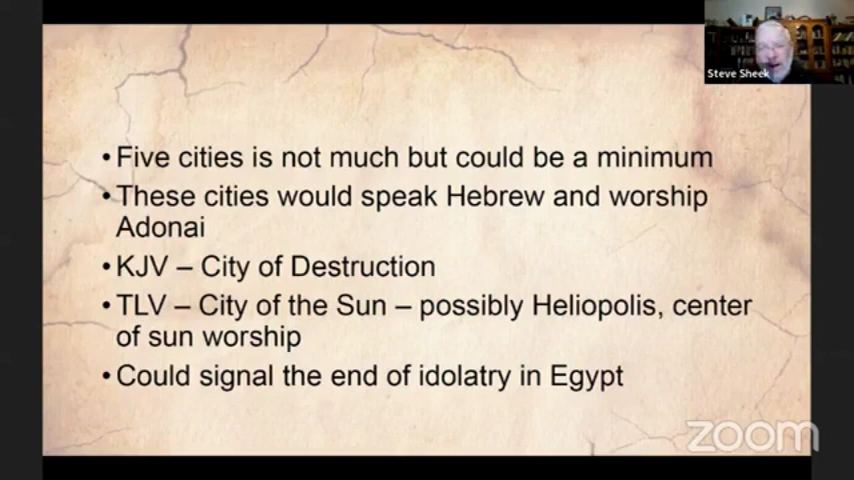 Steve Sheek
•Five cities is not much but could be a minimum
•These cities would speak Hebrew and worship
Adonai
•KJV – City of Destruction
•TLV – City of the Sun – possibly Heliopolis, center
of sun worship
•Could signal the end of idolatry in Egypt
zoom